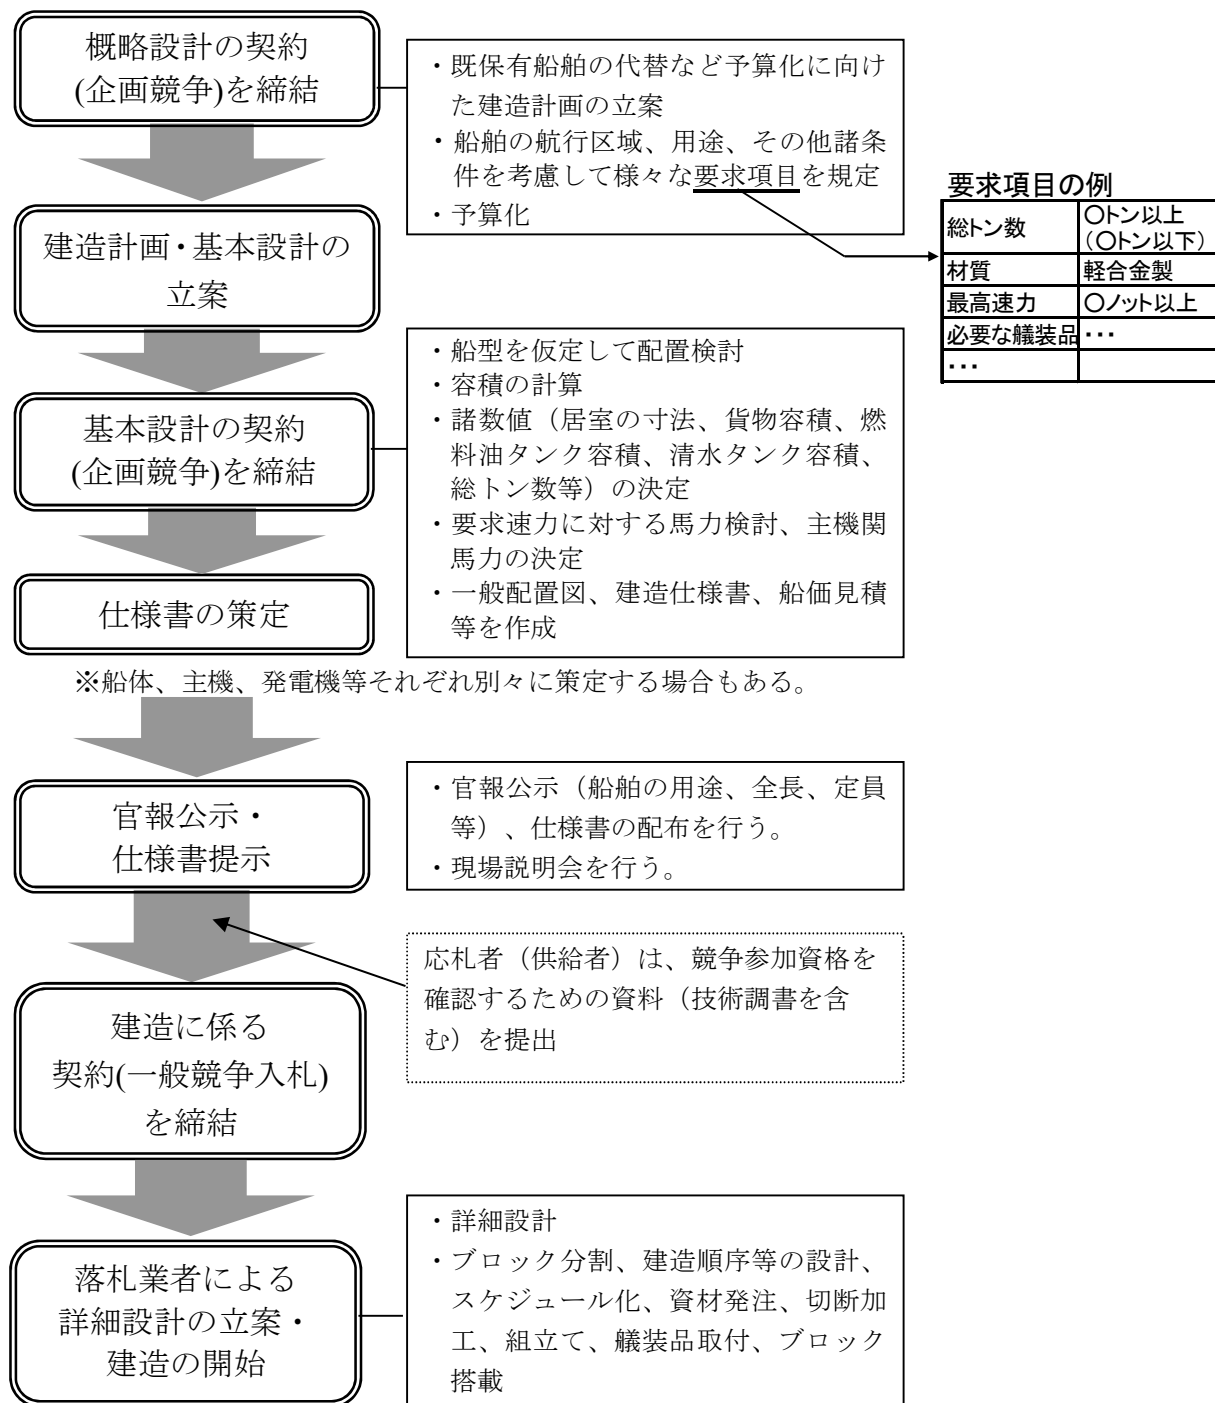 概略設計の契約
(企画競争)を締結
・既保有船舶の代替など予算化に向け
た建造計画の立案
・船舶の航行区域、用途、その他諸条
件を考慮して様々な要求項目を規定
・予算化
要求項目の例
総トン数 〇トン以上
（〇トン以下）
材質 軽合金製
最高速力 〇ノット以上
必要な艤装品 ・・・
・・・
建造計画・基本設計の
立案
基本設計の契約
(企画競争)を締結
・船型を仮定して配置検討
・容積の計算
・諸数値（居室の寸法、貨物容積、燃
料油タンク容積、清水タンク容積、
総トン数等）の決定
・要求速力に対する馬力検討、主機関
馬力の決定
・一般配置図、建造仕様書、船価見積
等を作成
仕様書の策定
※船体、主機、発電機等それぞれ別々に策定する場合もある。
官報公示・
仕様書提示
・官報公示（船舶の用途、全長、定員
等）、仕様書の配布を行う。
・現場説明会を行う。
応札者（供給者）は、競争参加資格を
確認するための資料（技術調書を含
む）を提出
建造に係る
契約(一般競争入札)
を締結
落札業者による
詳細設計の立案・
建造の開始
・詳細設計
・ブロック分割、建造順序等の設計、
スケジュール化、資材発注、切断加
工、組立て、艤装品取付、ブロック
搭載